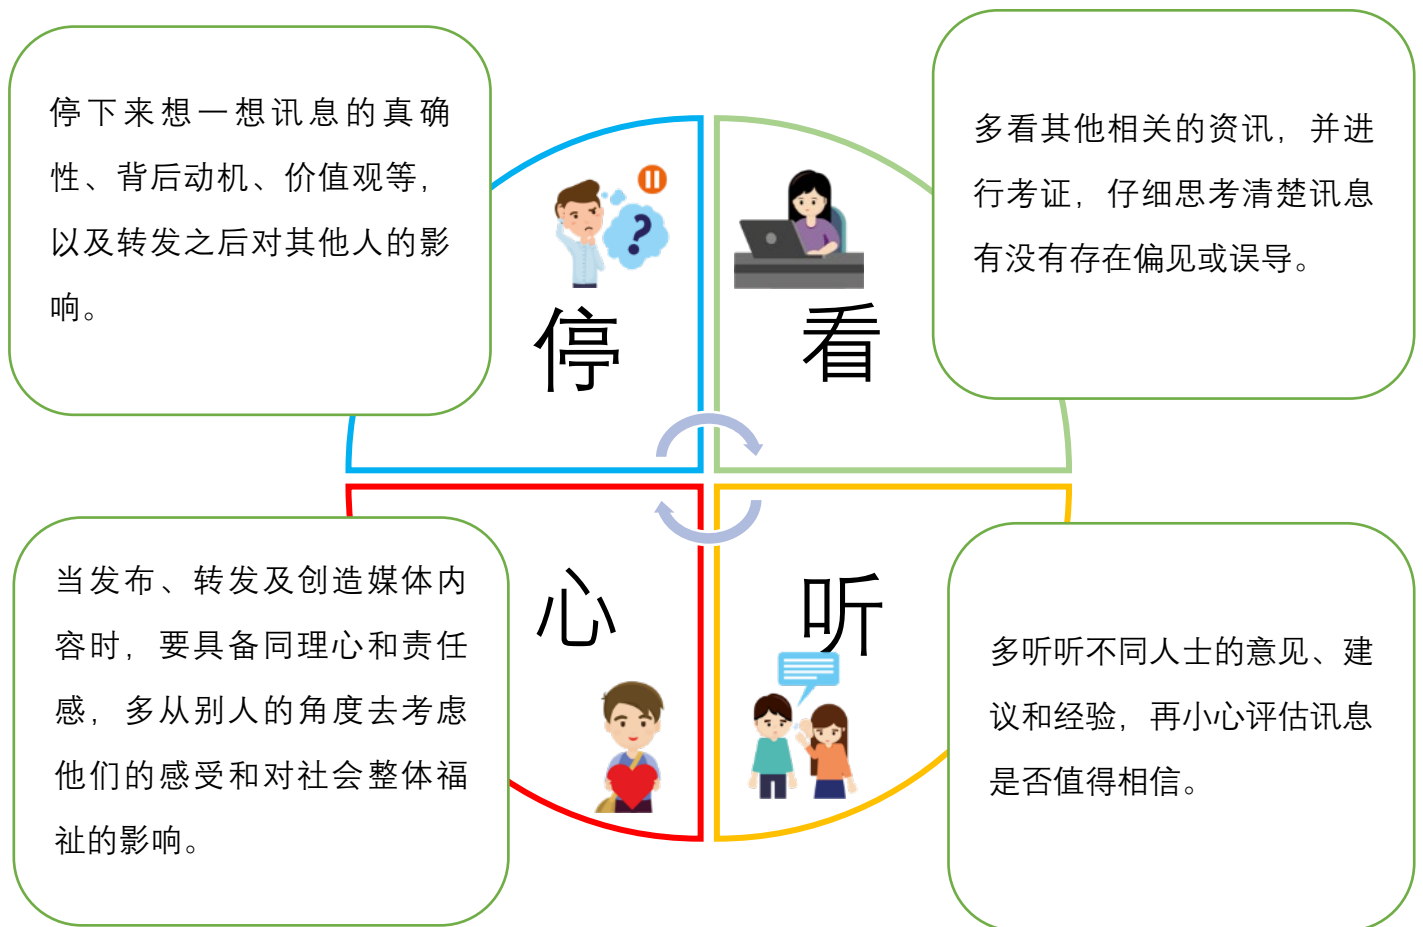 停下来想一想讯息的真确
性、背后动机、价值观等，
以及转发之后对其他人的影
响。
停
看
多看其他相关的资讯，并进
行考证，仔细思考清楚讯息
有没有存在偏见或误导。
当发布、转发及创造媒体内
容时，要具备同理心和责任
感，多从别人的角度去考虑
他们的感受和对社会整体福
祉的影响。
心
听
多听听不同人士的意见、建
议和经验，再小心评估讯息
是否值得相信。
?